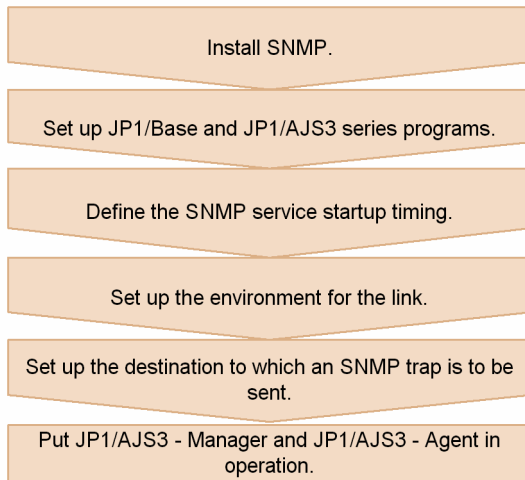 Install SNMP.
Set up JP1/Base and JP1/AJS3 series programs.
Define the SNMP service startup timing.
Set up the environment for the link.
Set up the destination to which an SNMP trap is to be
sent.
Put JP1/AJS3 - Manager and JP1/AJS3 - Agent in
operation.